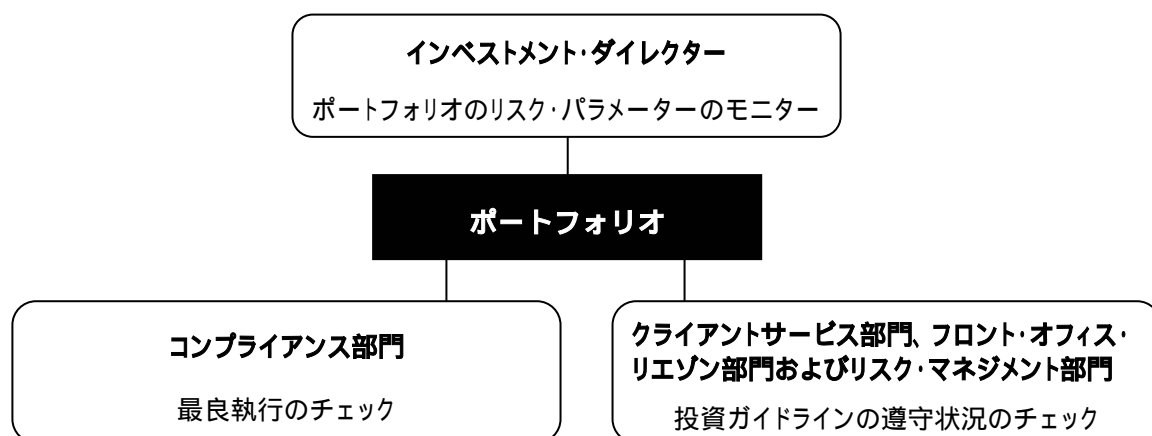 インベストメント・ダイレクター
ポートフォリオのリスク・パラメーターのモニター
ポートフォリオ
コンプライアンス部門
最良執行のチェック
クライアントサービス部門、フロント・オフィス・
リエゾン部門およびリスク・マネジメント部門
投資ガイドラインの遵守状況のチェック